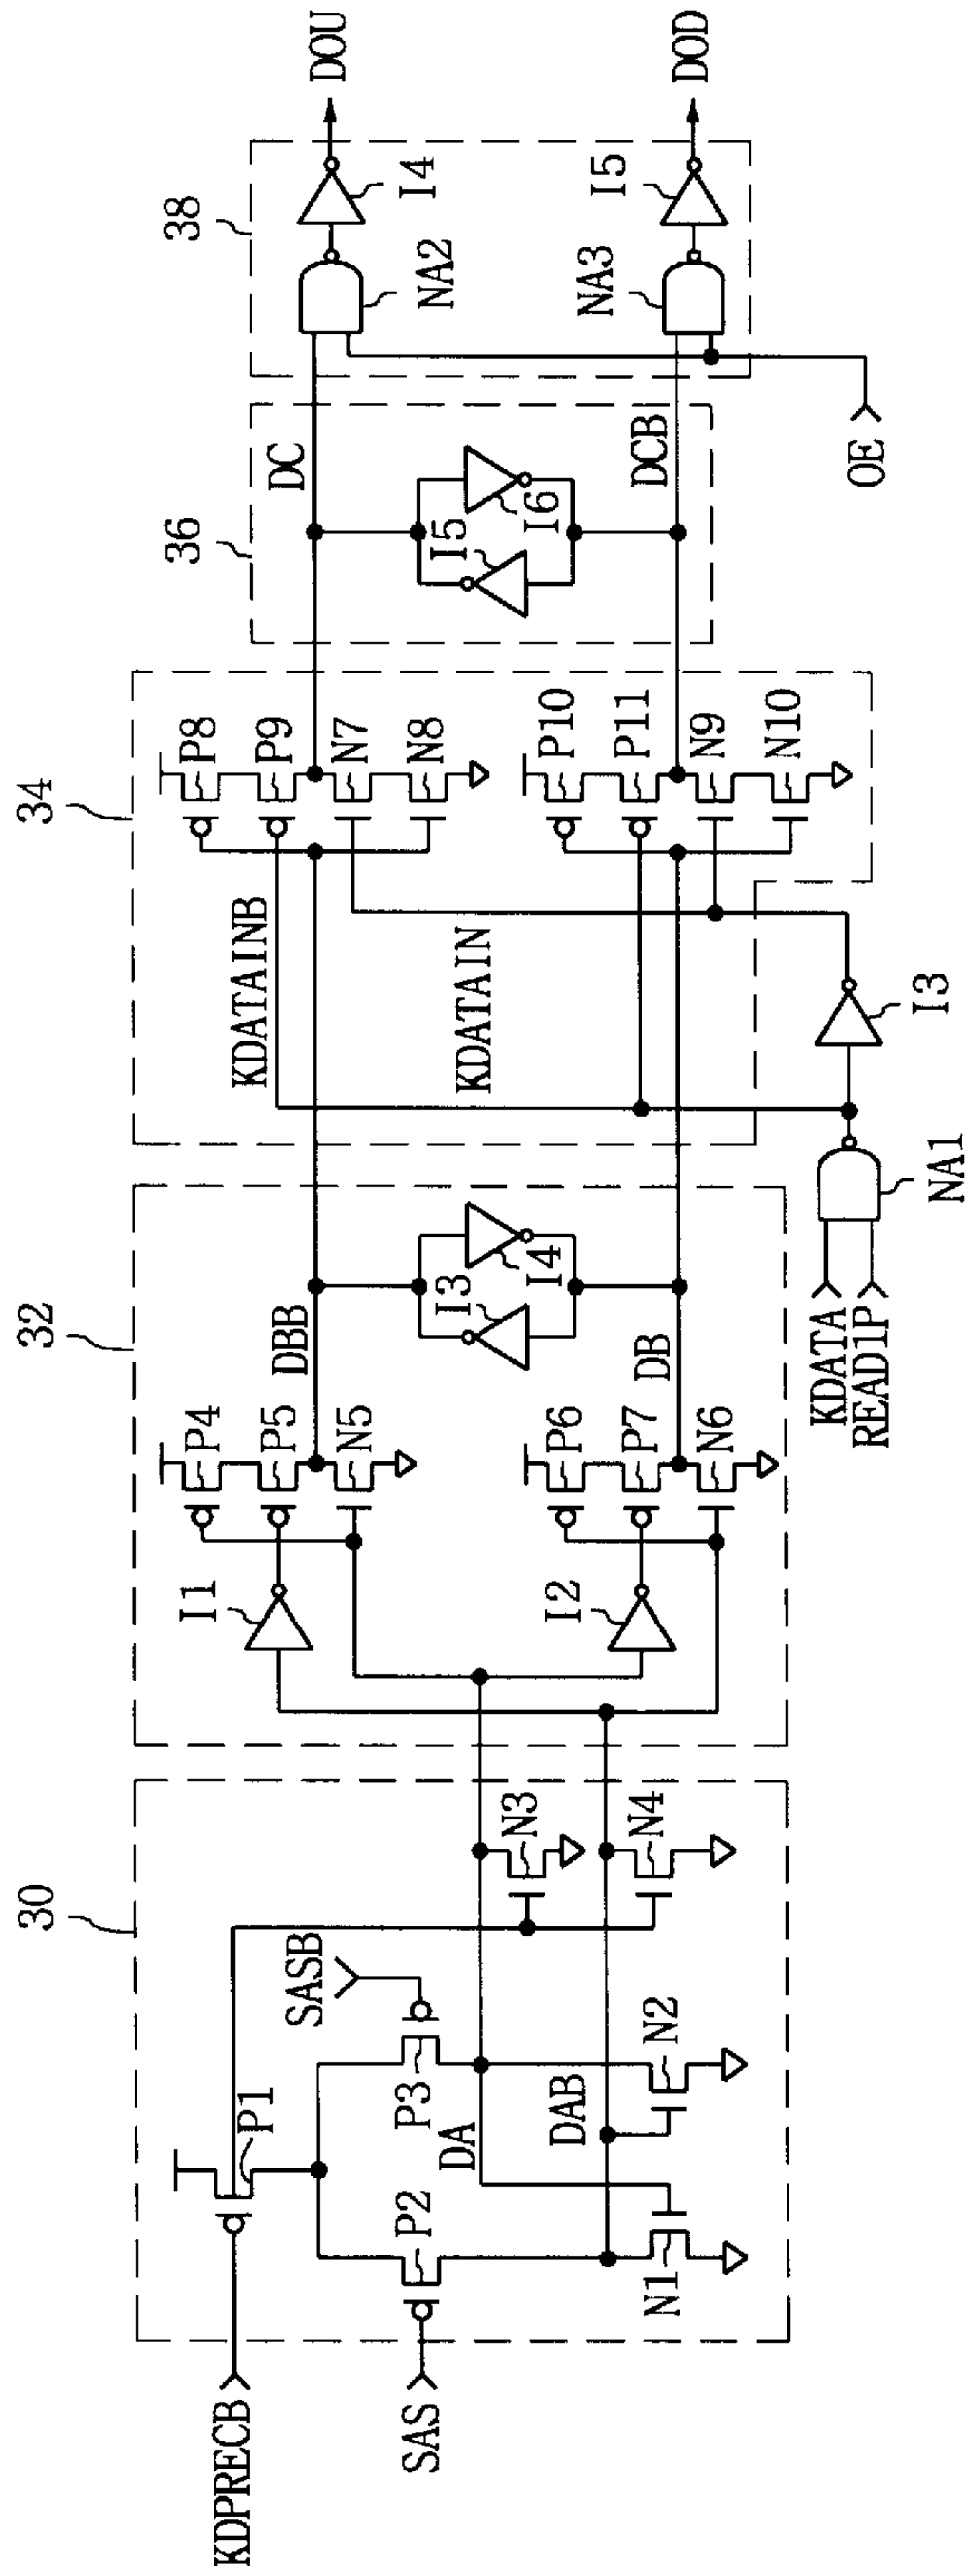 30
KDPRECB
P1
SASB
SAS
P2
P3
DA
DAB
N1
N2
N3
N4
32
I1
P4
P5
N5
DBB
I3
I4
I2
P6
P7
N6
DB
34
KDATAINB
KDATAIN
P8
P9
N7
N8
P10
P11
N9
N10
KDATA
READ1P
NA1
I3
36
DC
I5
I6
DCB
38
NA2
I4
DOU
NA3
I5
DOD
OE